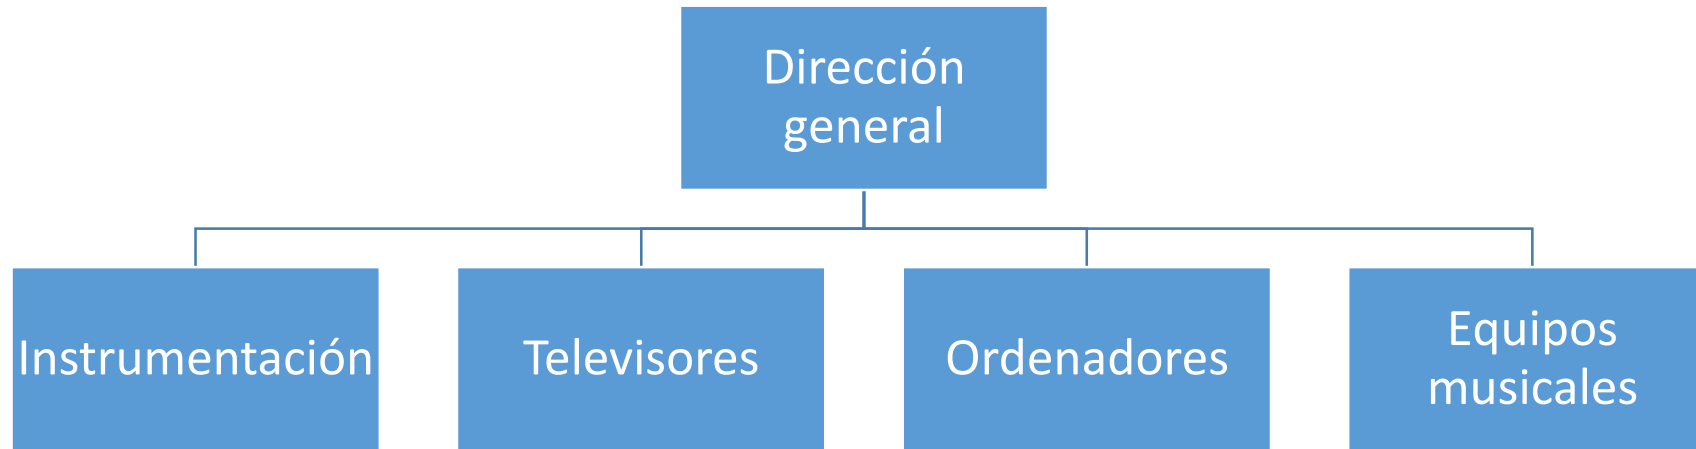 Dirección
general
Instrumentación
Televisores
Ordenadores
Equipos
musicales